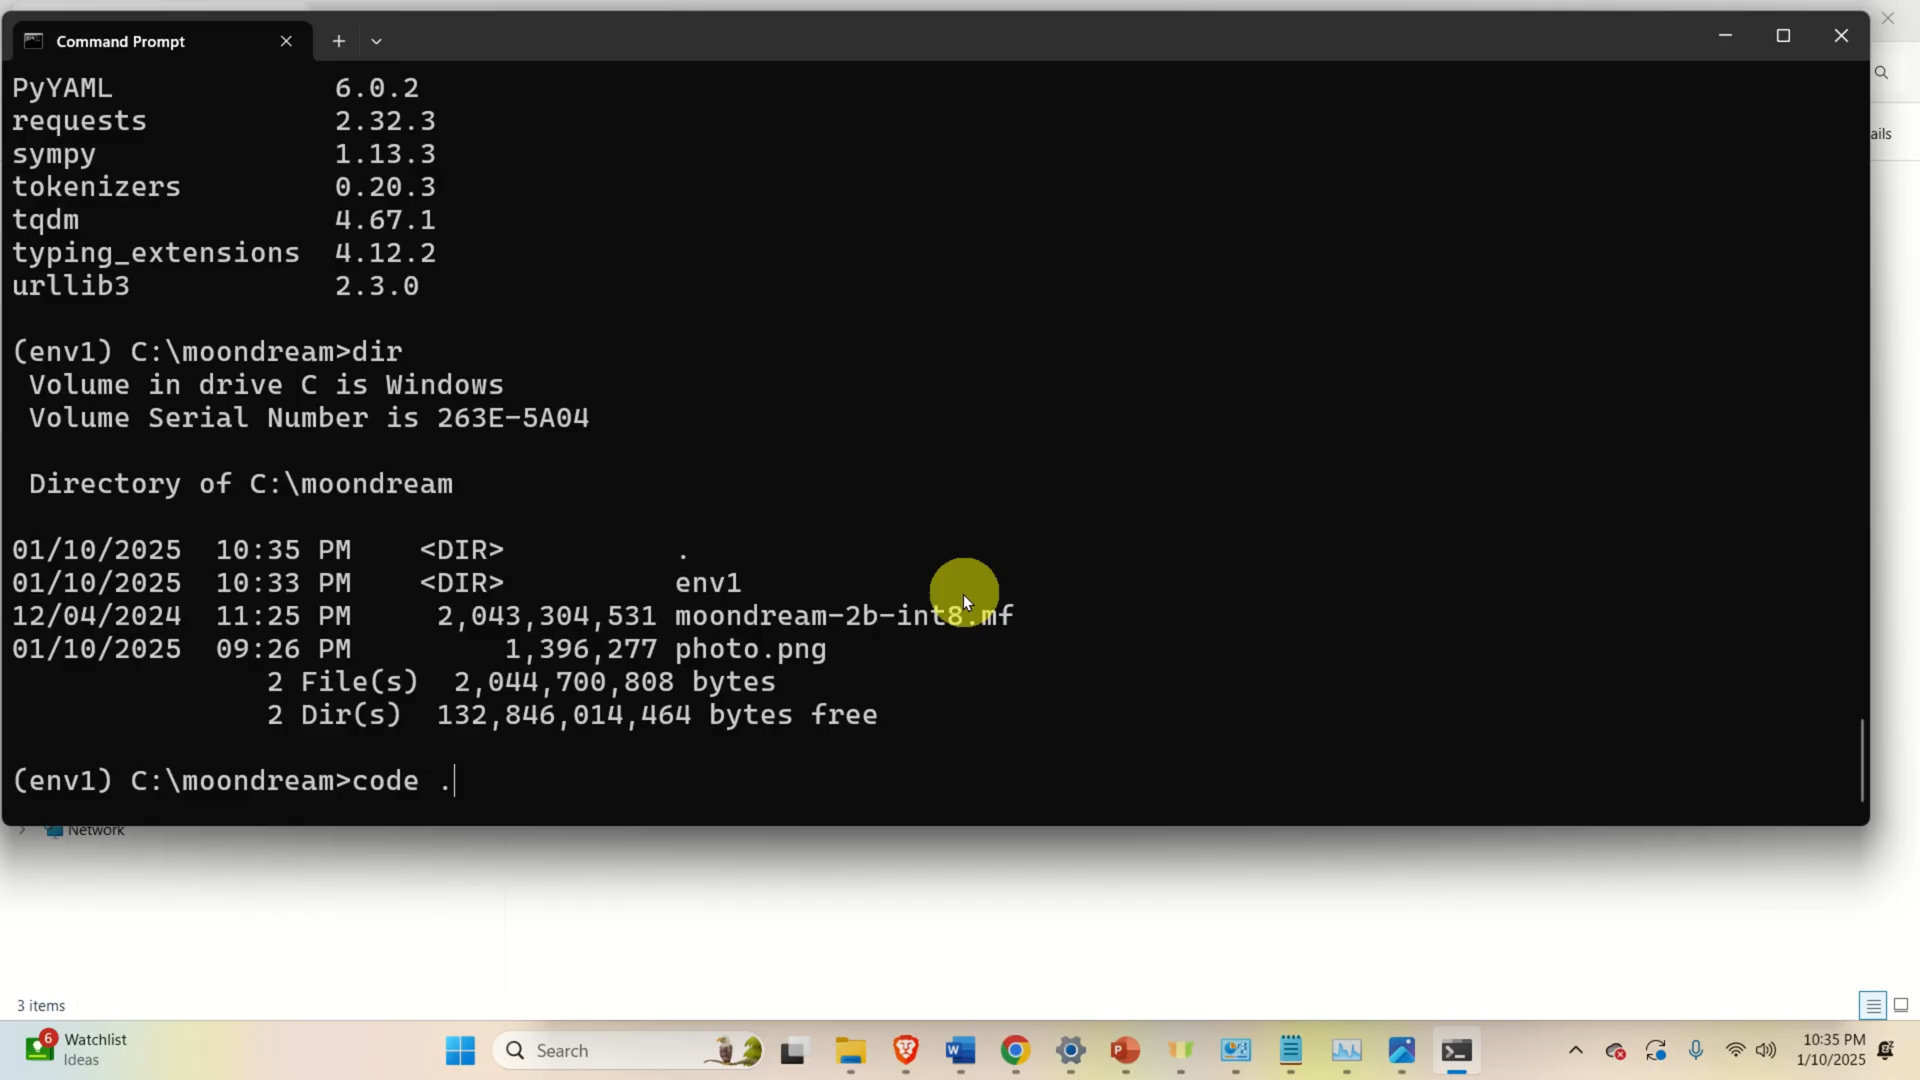 Command Prompt
PyYAML 6.0.2
requests 2.32.3
sympy 1.13.3
tokenizers 0.20.3
tqdm 4.67.1
typing_extensions 4.12.2
urllib3 2.3.0
(env1) C:\moondream>dir
Volume in drive C is Windows
Volume Serial Number is 263E-5A04
Directory of C:\moondream
01/10/2025 10:35 PM <DIR> .
01/10/2025 10:33 PM <DIR> env1
12/04/2024 11:25 PM 2,043,304,531 moondream-2b-int8.mf
01/10/2025 09:26 PM 1,396,277 photo.png
2 File(s) 2,044,700,808 bytes
2 Dir(s) 132,846,014,464 bytes free
(env1) C:\moondream>code .
ails
Network
3 items
6
Watchlist
Ideas
Search
10:35 PM
1/10/2025